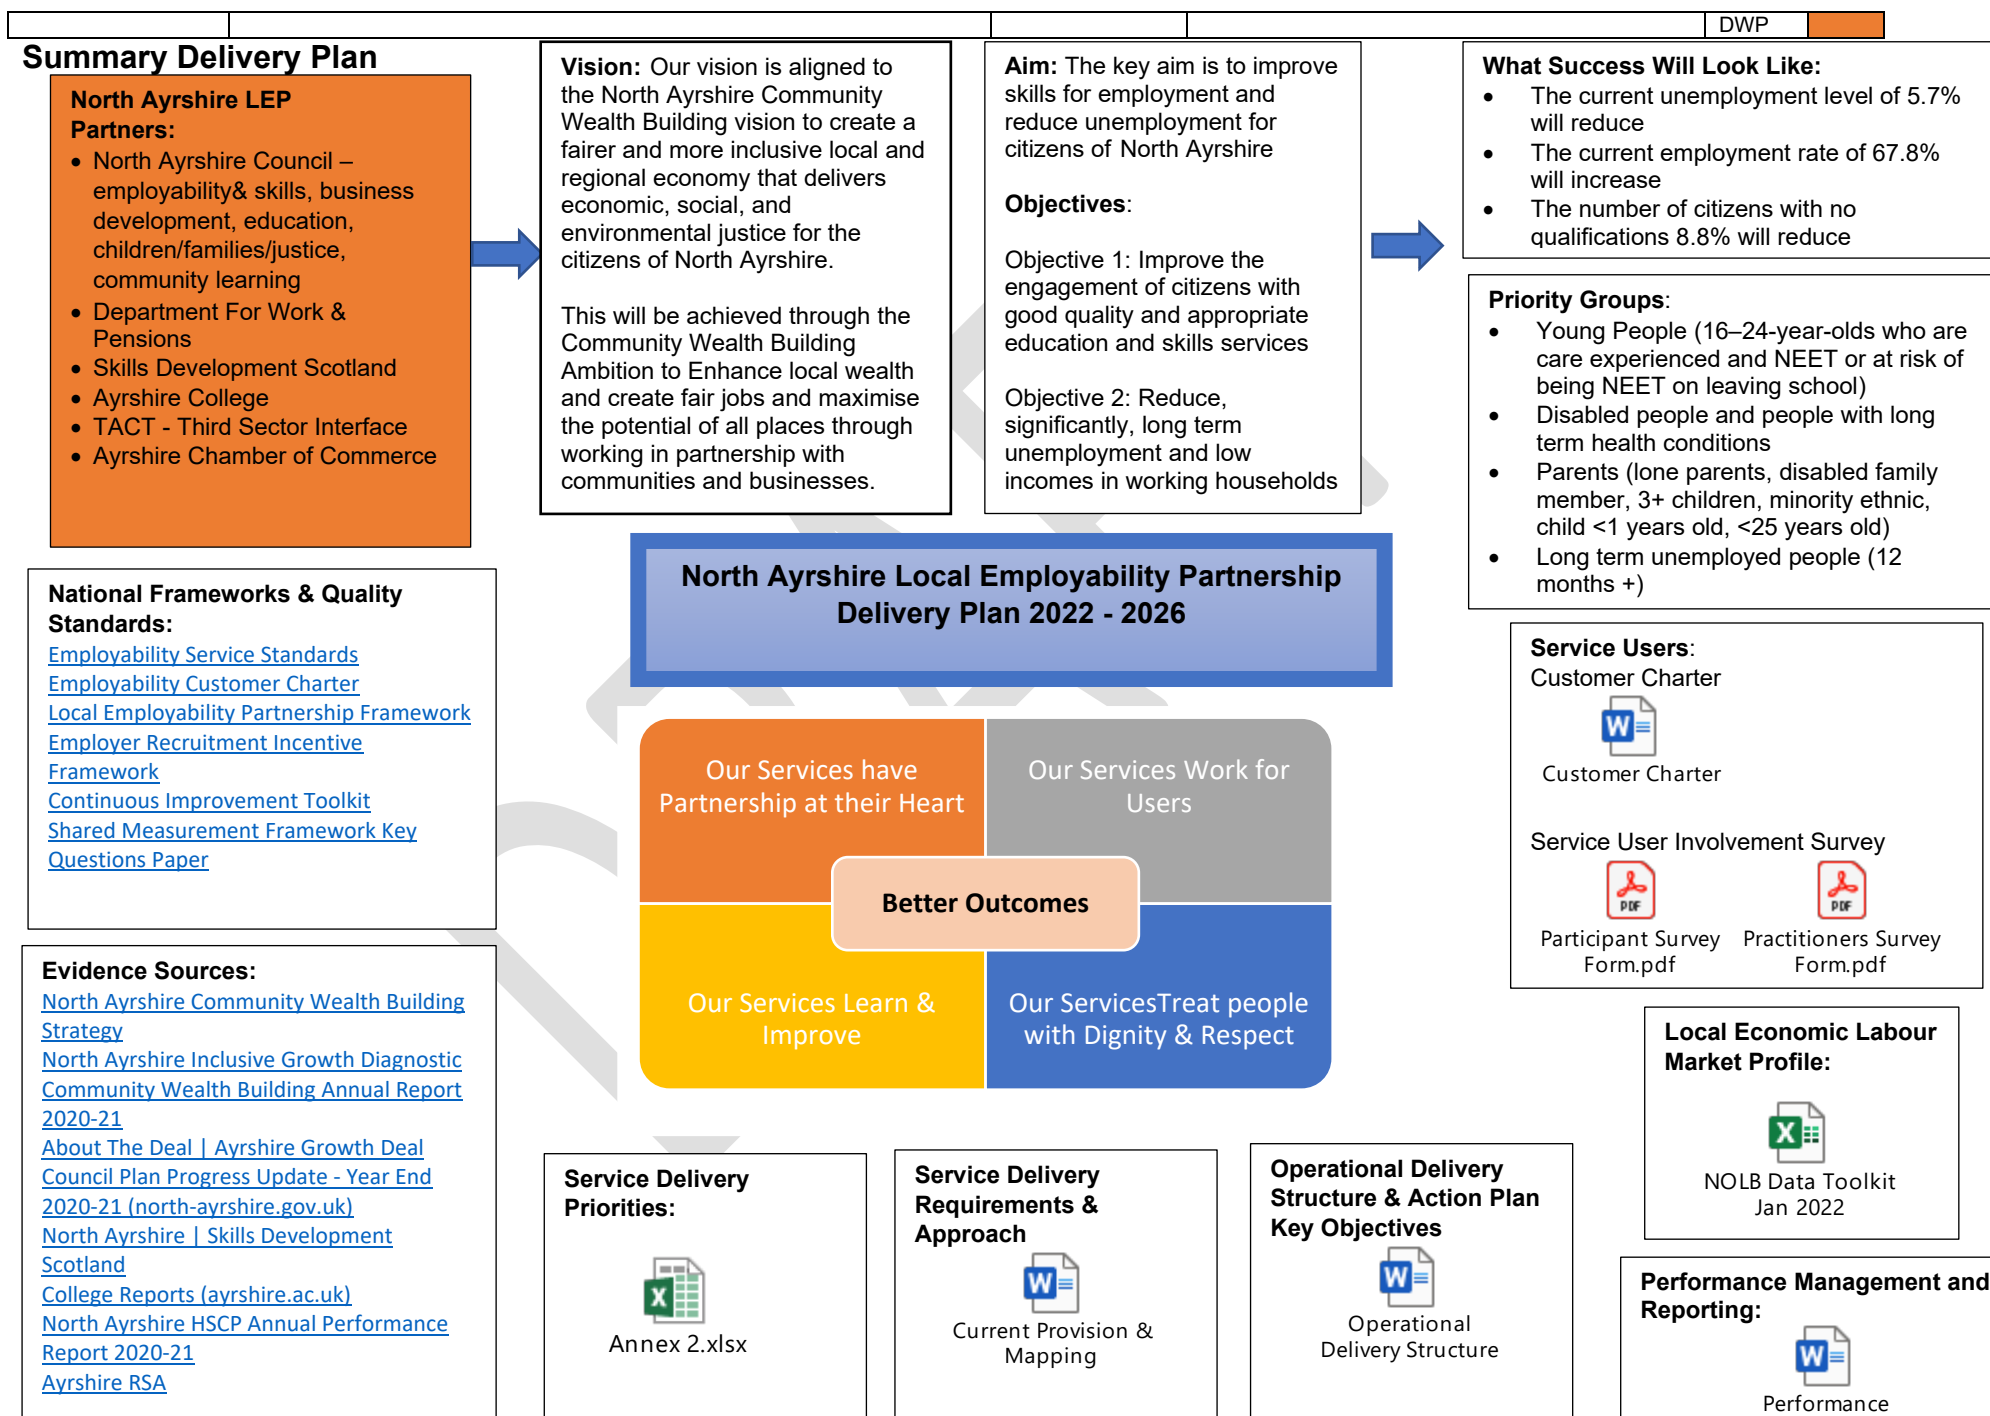 DWP
Summary Delivery Plan
North Ayrshire LEP
Partners:
• North Ayrshire Council –
employability& skills, business
development, education,
children/families/justice,
community learning
• Department For Work &
Pensions
• Skills Development Scotland
• Ayrshire College
• TACT - Third Sector Interface
• Ayrshire Chamber of Commerce
Vision: Our vision is aligned to
the North Ayrshire Community
Wealth Building vision to create a
fairer and more inclusive local and
regional economy that delivers
economic, social, and
environmental justice for the
citizens of North Ayrshire.
This will be achieved through the
Community Wealth Building
Ambition to Enhance local wealth
and create fair jobs and maximise
the potential of all places through
working in partnership with
communities and businesses.
Aim: The key aim is to improve
skills for employment and
reduce unemployment for
citizens of North Ayrshire
Objectives:
Objective 1: Improve the
engagement of citizens with
good quality and appropriate
education and skills services
Objective 2: Reduce,
significantly, long term
unemployment and low
incomes in working households
What Success Will Look Like:
• The current unemployment level of 5.7%
will reduce
• The current employment rate of 67.8%
will increase
• The number of citizens with no
qualifications 8.8% will reduce
Priority Groups:
• Young People (16–24-year-olds who are
care experienced and NEET or at risk of
being NEET on leaving school)
• Disabled people and people with long
term health conditions
• Parents (lone parents, disabled family
member, 3+ children, minority ethnic,
child <1 years old, <25 years old)
• Long term unemployed people (12
months +)
North Ayrshire Local Employability Partnership
Delivery Plan 2022 - 2026
National Frameworks & Quality
Standards:
Employability Service Standards
Employability Customer Charter
Local Employability Partnership Framework
Employer Recruitment Incentive
Framework
Continuous Improvement Toolkit
Shared Measurement Framework Key
Questions Paper
Our Services have
Partnership at their Heart
Our Services Work for
Users
Better Outcomes
Our Services Learn &
Improve
Our ServicesTreat people
with Dignity & Respect
Service Users:
Customer Charter
W
Customer Charter
Service User Involvement Survey
PDF
PDF
Participant Survey
Form.pdf
Practitioners Survey
Form.pdf
Evidence Sources:
North Ayrshire Community Wealth Building
Strategy
North Ayrshire Inclusive Growth Diagnostic
Community Wealth Building Annual Report
2020-21
About The Deal | Ayrshire Growth Deal
Council Plan Progress Update - Year End
2020-21 (north-ayrshire.gov.uk)
North Ayrshire | Skills Development
Scotland
College Reports (ayrshire.ac.uk)
North Ayrshire HSCP Annual Performance
Report 2020-21
Ayrshire RSA
Local Economic Labour
Market Profile:
X
NOLB Data Toolkit
Jan 2022
Service Delivery
Priorities:
X
Annex 2.xlsx
Service Delivery
Requirements &
Approach
W
Current Provision &
Mapping
Operational Delivery
Structure & Action Plan
Key Objectives
W
Operational
Delivery Structure
Performance Management and
Reporting:
W
Performance